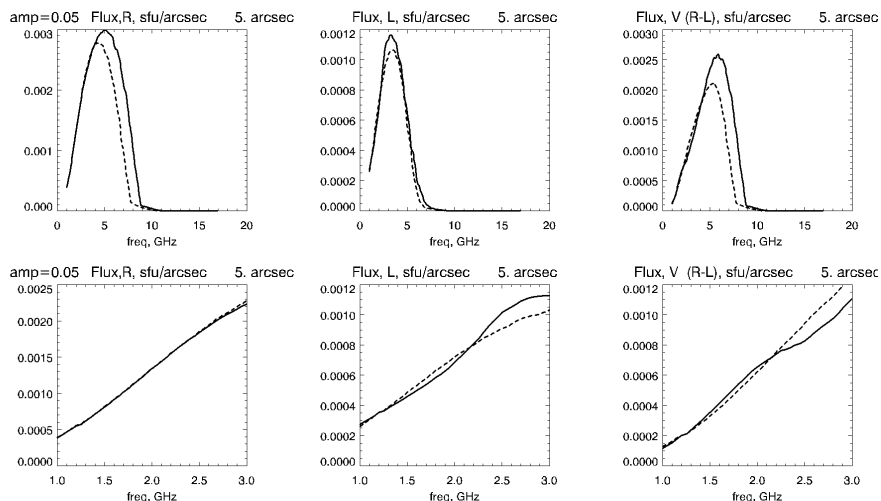 amp=0.05 Flux,R, sfu/arcsec 5. arcsec
0.003
0.002
0.001
0.000
0 5 10 15 20
freq, GHz
Flux, L, sfu/arcsec 5. arcsec
0.0012
0.0010
0.0008
0.0006
0.0004
0.0002
0.0000
0 5 10 15 20
freq, GHz
Flux, V (R-L), sfu/arcsec 5. arcsec
0.0030
0.0025
0.0020
0.0015
0.0010
0.0005
0.0000
0 5 10 15 20
freq, GHz
amp=0.05 Flux,R, sfu/arcsec 5. arcsec
0.0025
0.0020
0.0015
0.0010
0.0005
0.0000
1.0 1.5 2.0 2.5 3.0
freq, GHz
Flux, L, sfu/arcsec 5. arcsec
0.0012
0.0010
0.0008
0.0006
0.0004
0.0002
0.0000
1.0 1.5 2.0 2.5 3.0
freq, GHz
Flux, V (R-L), sfu/arcsec 5. arcsec
0.0012
0.0010
0.0008
0.0006
0.0004
0.0002
0.0000
1.0 1.5 2.0 2.5 3.0
freq, GHz